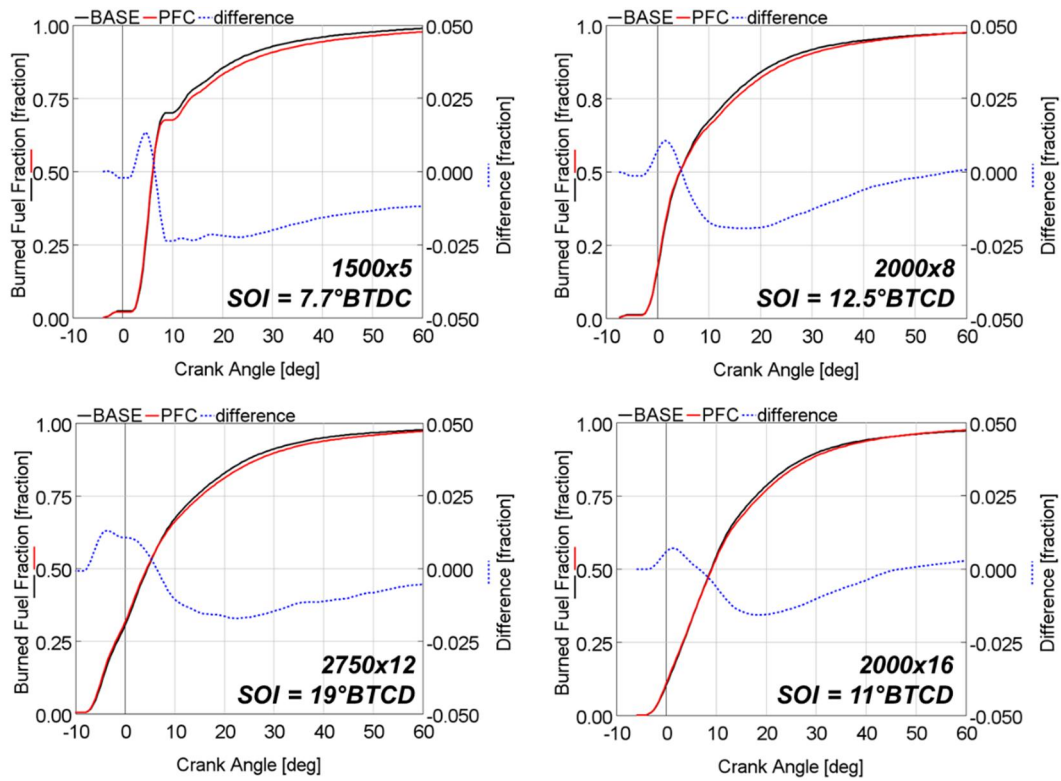 BASE PFC difference
BASE PFC difference
Burned Fuel Fraction [fraction]
1.00
0.75
0.50
0.25
0.00
0.050
0.025
0.000
-0.025
-0.050
Difference [fraction]
1500x5
SOI = 7.7°BTDC
-10 0 10 20 30 40 50 60
Crank Angle [deg]
Burned Fuel Fraction [fraction]
1.00
0.8
0.5
0.2
0.00
0.050
0.025
0.000
-0.025
-0.050
Difference [fraction]
2000x8
SOI = 12.5°BTCD
-10 0 10 20 30 40 50 60
Crank Angle [deg]
BASE PFC difference
BASE PFC difference
Burned Fuel Fraction [fraction]
1.00
0.75
0.50
0.25
0.00
0.050
0.025
0.000
-0.025
-0.050
Difference [fraction]
2750x12
SOI = 19°BTCD
-10 0 10 20 30 40 50 60
Crank Angle [deg]
Burned Fuel Fraction [fraction]
1.00
0.75
0.50
0.25
0.00
0.050
0.025
0.000
-0.025
-0.050
Difference [fraction]
2000x16
SOI = 11°BTCD
-10 0 10 20 30 40 50 60
Crank Angle [deg]